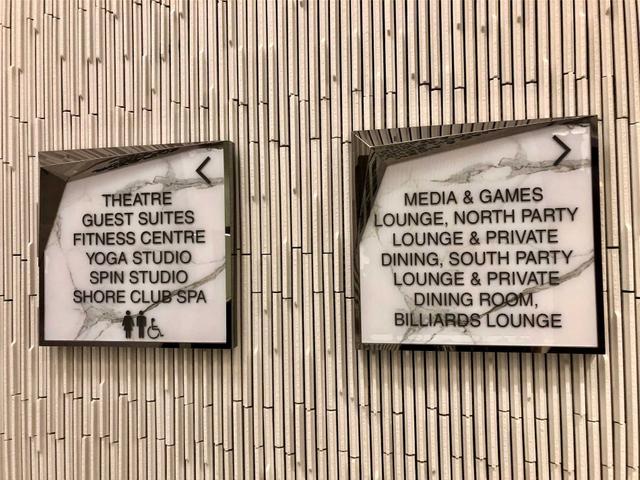 <
THEATRE
GUEST SUITES
FITNESS CENTRE
YOGA STUDIO
SPIN STUDIO
SHORE CLUB SPA
>
MEDIA & GAMES
LOUNGE, NORTH PARTY
LOUNGE & PRIVATE
DINING, SOUTH PARTY
LOUNGE & PRIVATE
DINING ROOM,
BILLIARDS LOUNGE